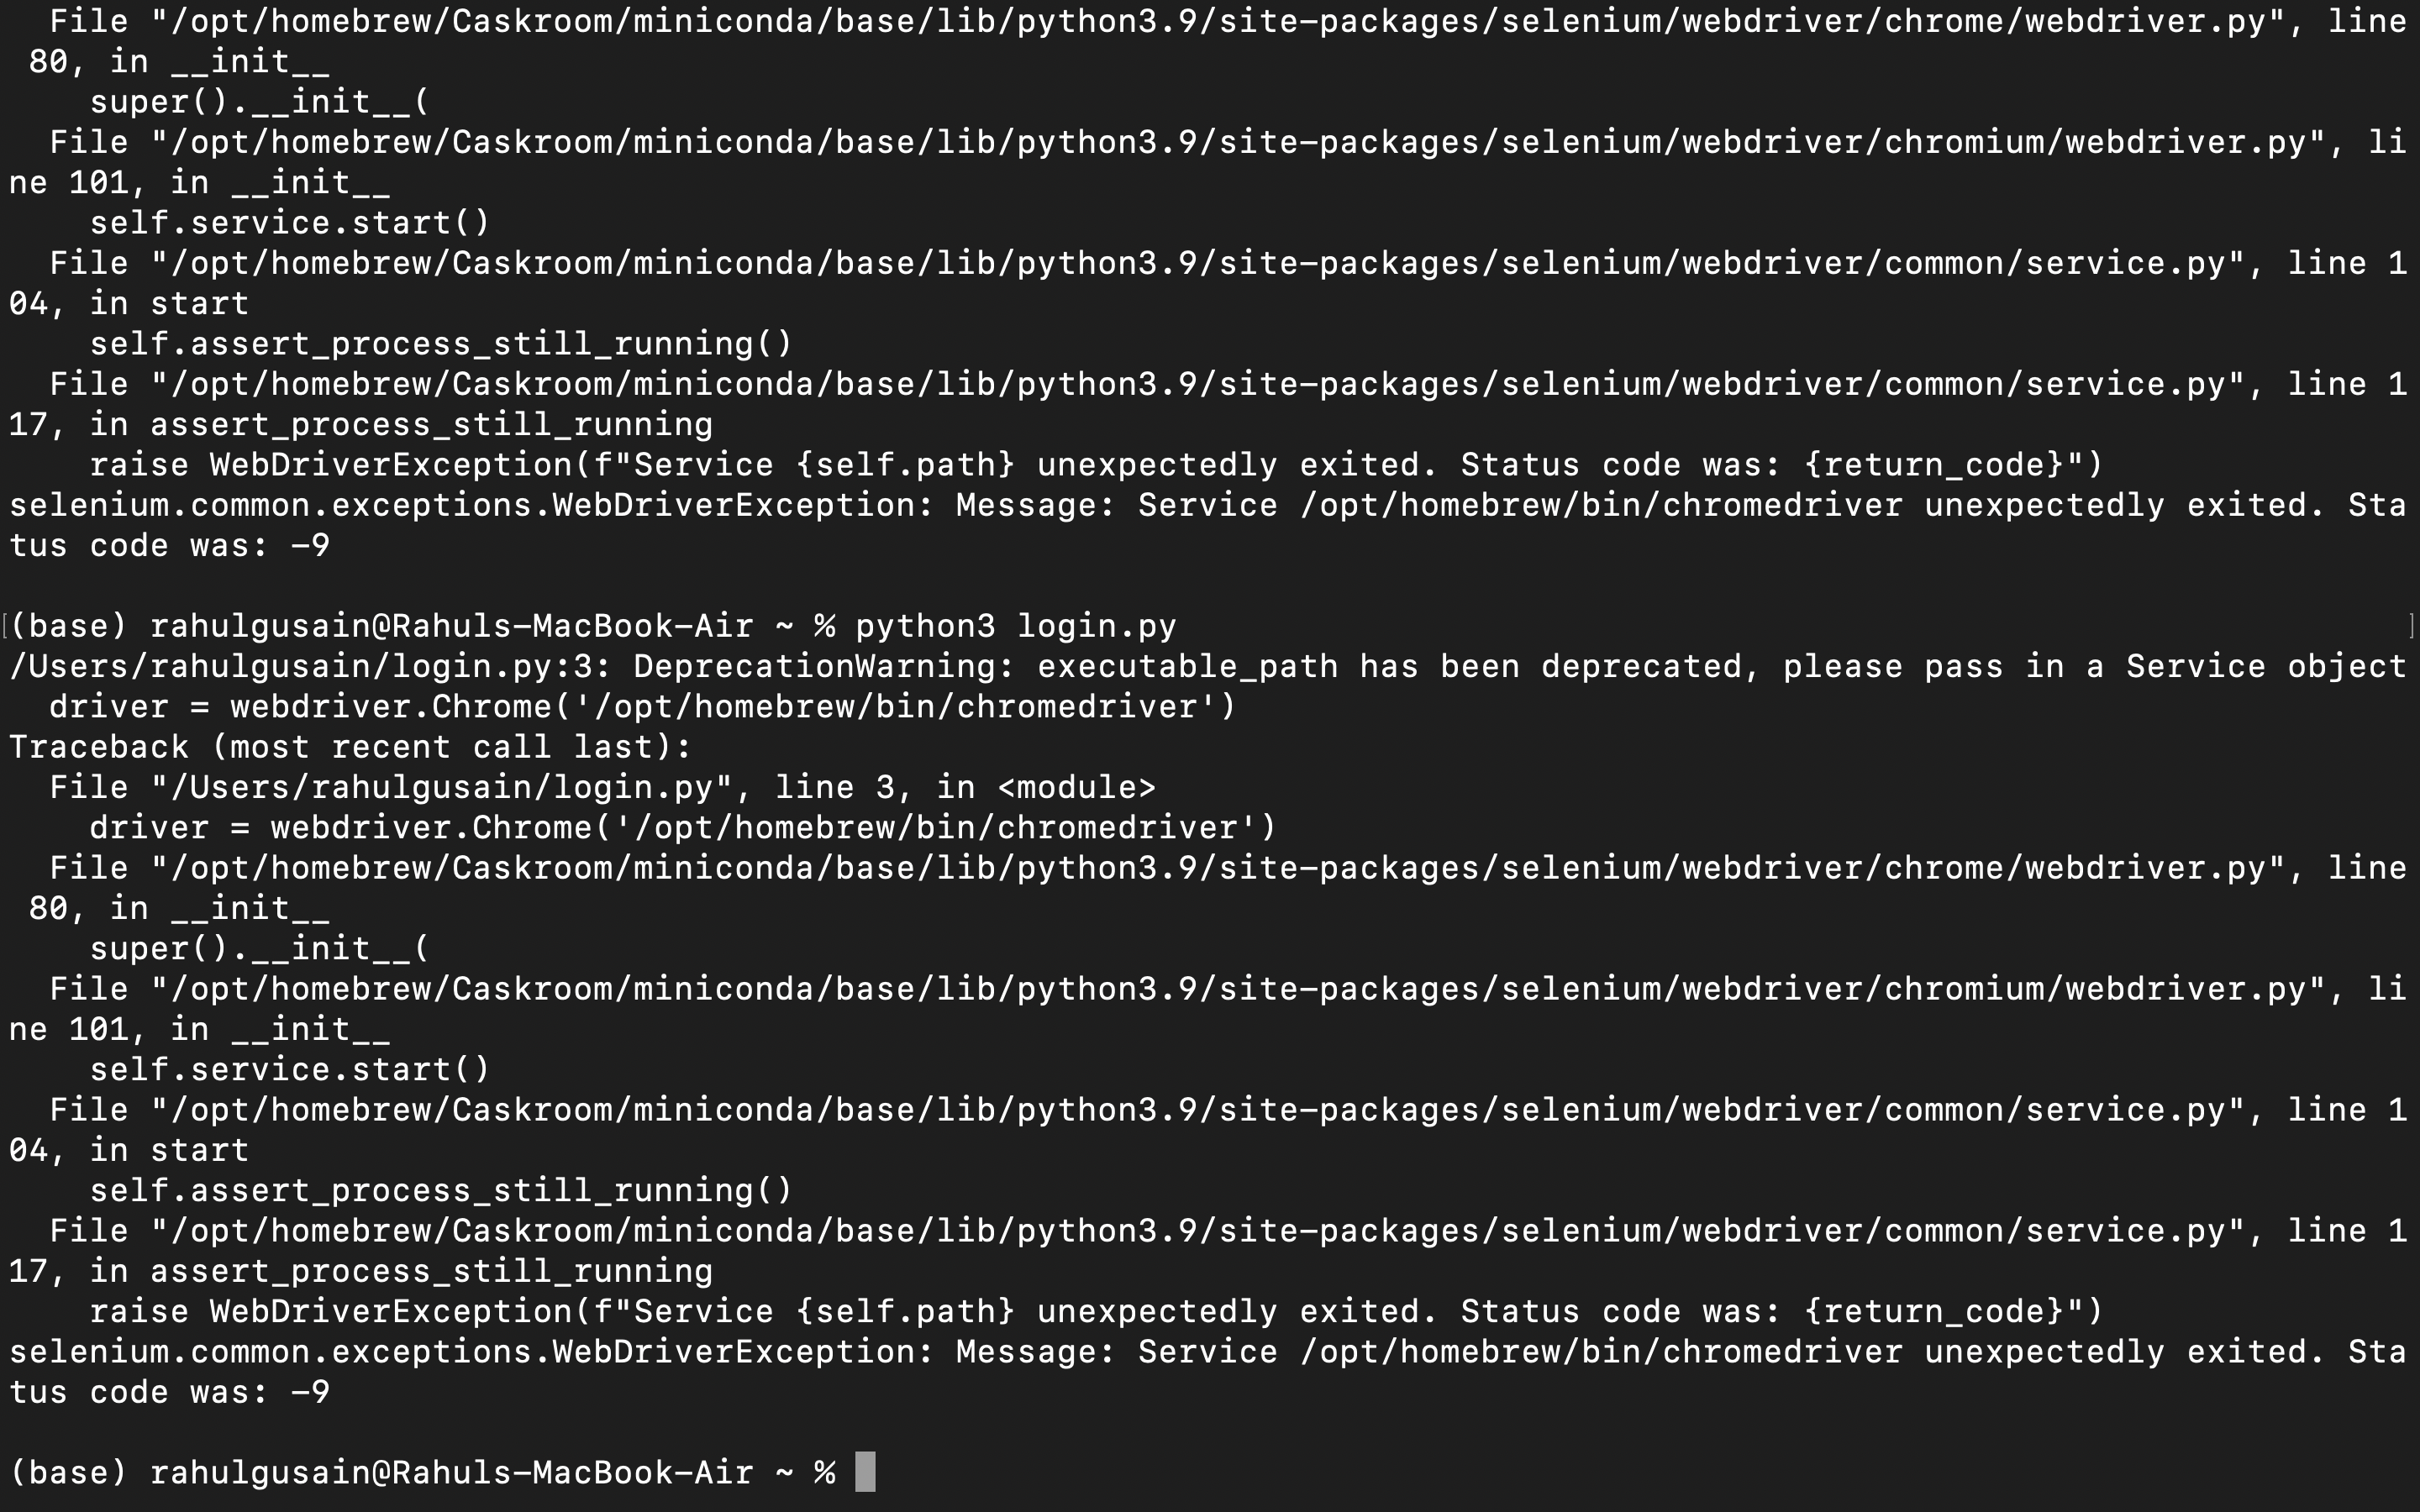 File "/opt/homebrew/Caskroom/miniconda/base/lib/python3.9/site-packages/selenium/webdriver/chrome/webdriver.py", line
 80, in __init__
    super().__init__(
  File "/opt/homebrew/Caskroom/miniconda/base/lib/python3.9/site-packages/selenium/webdriver/chromium/webdriver.py", li
ne 101, in __init__
    self.service.start()
  File "/opt/homebrew/Caskroom/miniconda/base/lib/python3.9/site-packages/selenium/webdriver/common/service.py", line 1
04, in start
    self.assert_process_still_running()
  File "/opt/homebrew/Caskroom/miniconda/base/lib/python3.9/site-packages/selenium/webdriver/common/service.py", line 1
17, in assert_process_still_running
    raise WebDriverException(f"Service {self.path} unexpectedly exited. Status code was: {return_code}")
selenium.common.exceptions.WebDriverException: Message: Service /opt/homebrew/bin/chromedriver unexpectedly exited. Sta
tus code was: -9

[(base) rahulgusain@Rahuls-MacBook-Air ~ % python3 login.py ]
/Users/rahulgusain/login.py:3: DeprecationWarning: executable_path has been deprecated, please pass in a Service object
  driver = webdriver.Chrome('/opt/homebrew/bin/chromedriver')
Traceback (most recent call last):
  File "/Users/rahulgusain/login.py", line 3, in <module>
    driver = webdriver.Chrome('/opt/homebrew/bin/chromedriver')
  File "/opt/homebrew/Caskroom/miniconda/base/lib/python3.9/site-packages/selenium/webdriver/chrome/webdriver.py", line
 80, in __init__
    super().__init__(
  File "/opt/homebrew/Caskroom/miniconda/base/lib/python3.9/site-packages/selenium/webdriver/chromium/webdriver.py", li
ne 101, in __init__
    self.service.start()
  File "/opt/homebrew/Caskroom/miniconda/base/lib/python3.9/site-packages/selenium/webdriver/common/service.py", line 1
04, in start
    self.assert_process_still_running()
  File "/opt/homebrew/Caskroom/miniconda/base/lib/python3.9/site-packages/selenium/webdriver/common/service.py", line 1
17, in assert_process_still_running
    raise WebDriverException(f"Service {self.path} unexpectedly exited. Status code was: {return_code}")
selenium.common.exceptions.WebDriverException: Message: Service /opt/homebrew/bin/chromedriver unexpectedly exited. Sta
tus code was: -9

(base) rahulgusain@Rahuls-MacBook-Air ~ %